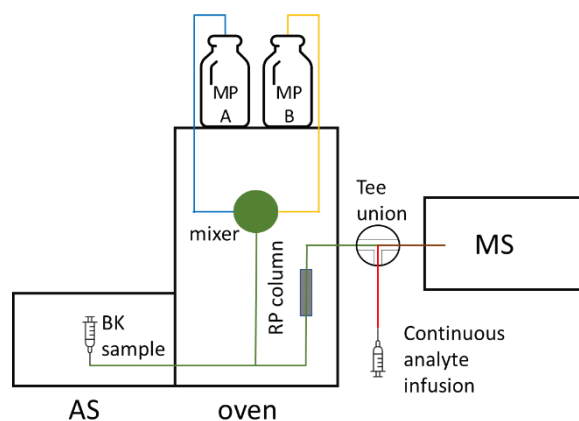 MP
A
MP
B
Tee
union
mixer
MS
RP column
BK
sample
Continuous
analyte
infusion
AS
oven